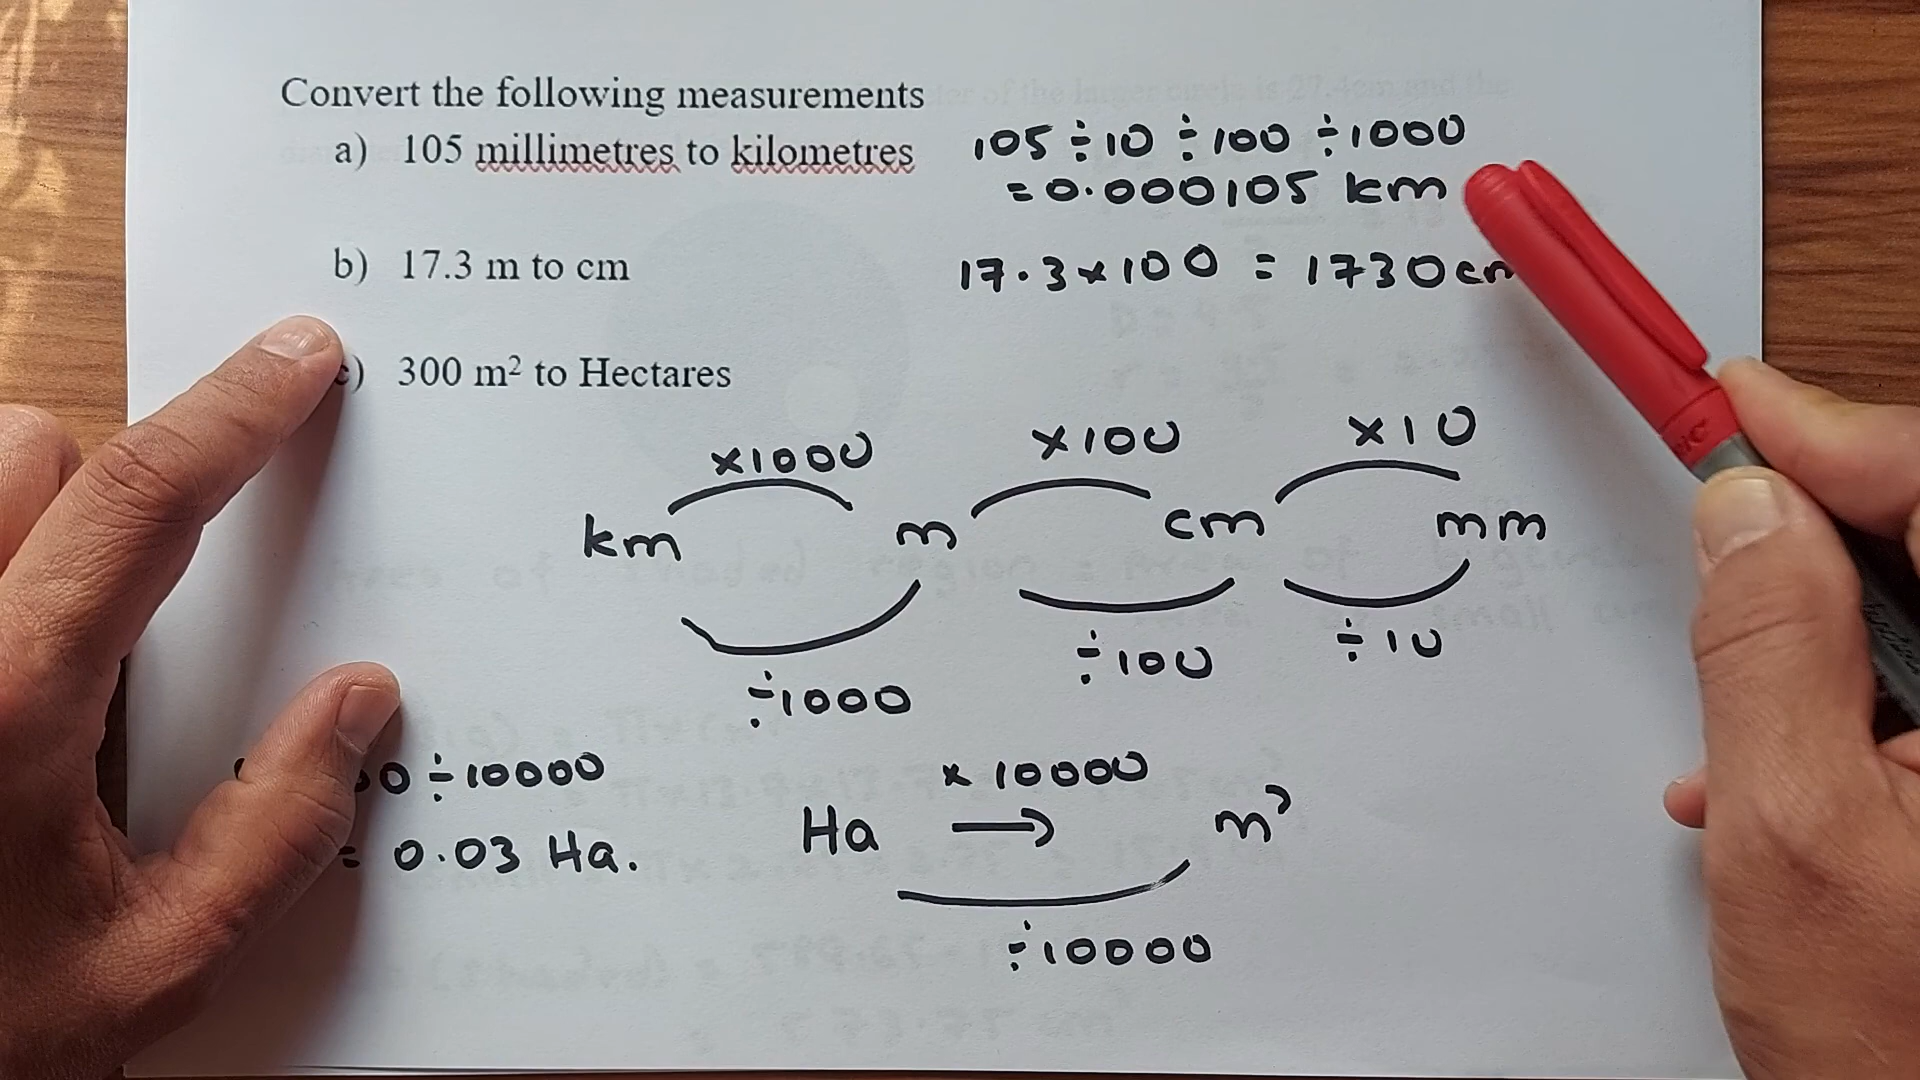 Convert the following measurements
a) 105 millimetres to kilometres
105 ÷ 10 ÷ 100 ÷ 1000
= 0.000105 km
b) 17.3 m to cm
17.3 × 100 = 1730 cm
c) 300 m² to Hectares
×1000 ×100 ×10
km m cm mm
÷1000 ÷100 ÷10
0 ÷ 10000
= 0.03 Ha.
× 10000
Ha → m²
÷10000